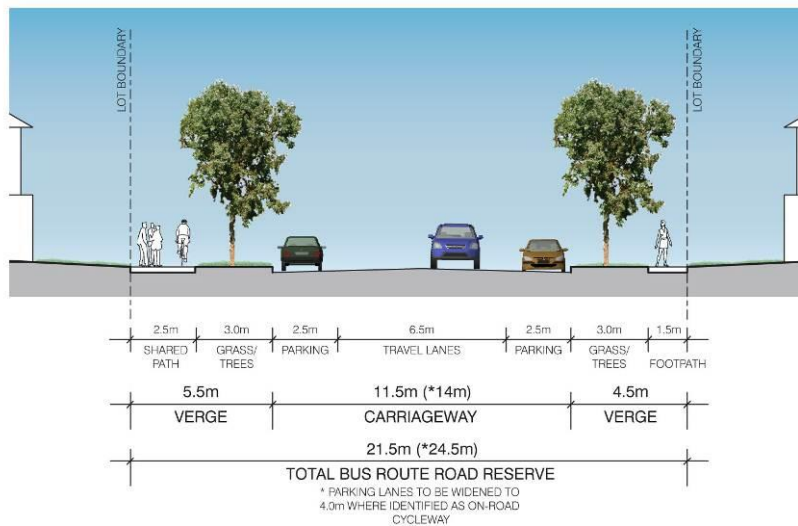 LOT BOUNDARY
LOT BOUNDARY
2.5m 3.0m 2.5m 6.5m 2.5m 3.0m 1.5m
SHARED PATH
GRASS/ TREES
PARKING
TRAVEL LANES
PARKING
GRASS/ TREES
FOOTPATH
5.5m 11.5m (*14m) 4.5m
VERGE CARRIAGEWAY VERGE
21.5m (*24.5m)
TOTAL BUS ROUTE ROAD RESERVE
* PARKING LANES TO BE WIDENED TO
4.0m WHERE IDENTIFIED AS ON-ROAD
CYCLEWAY